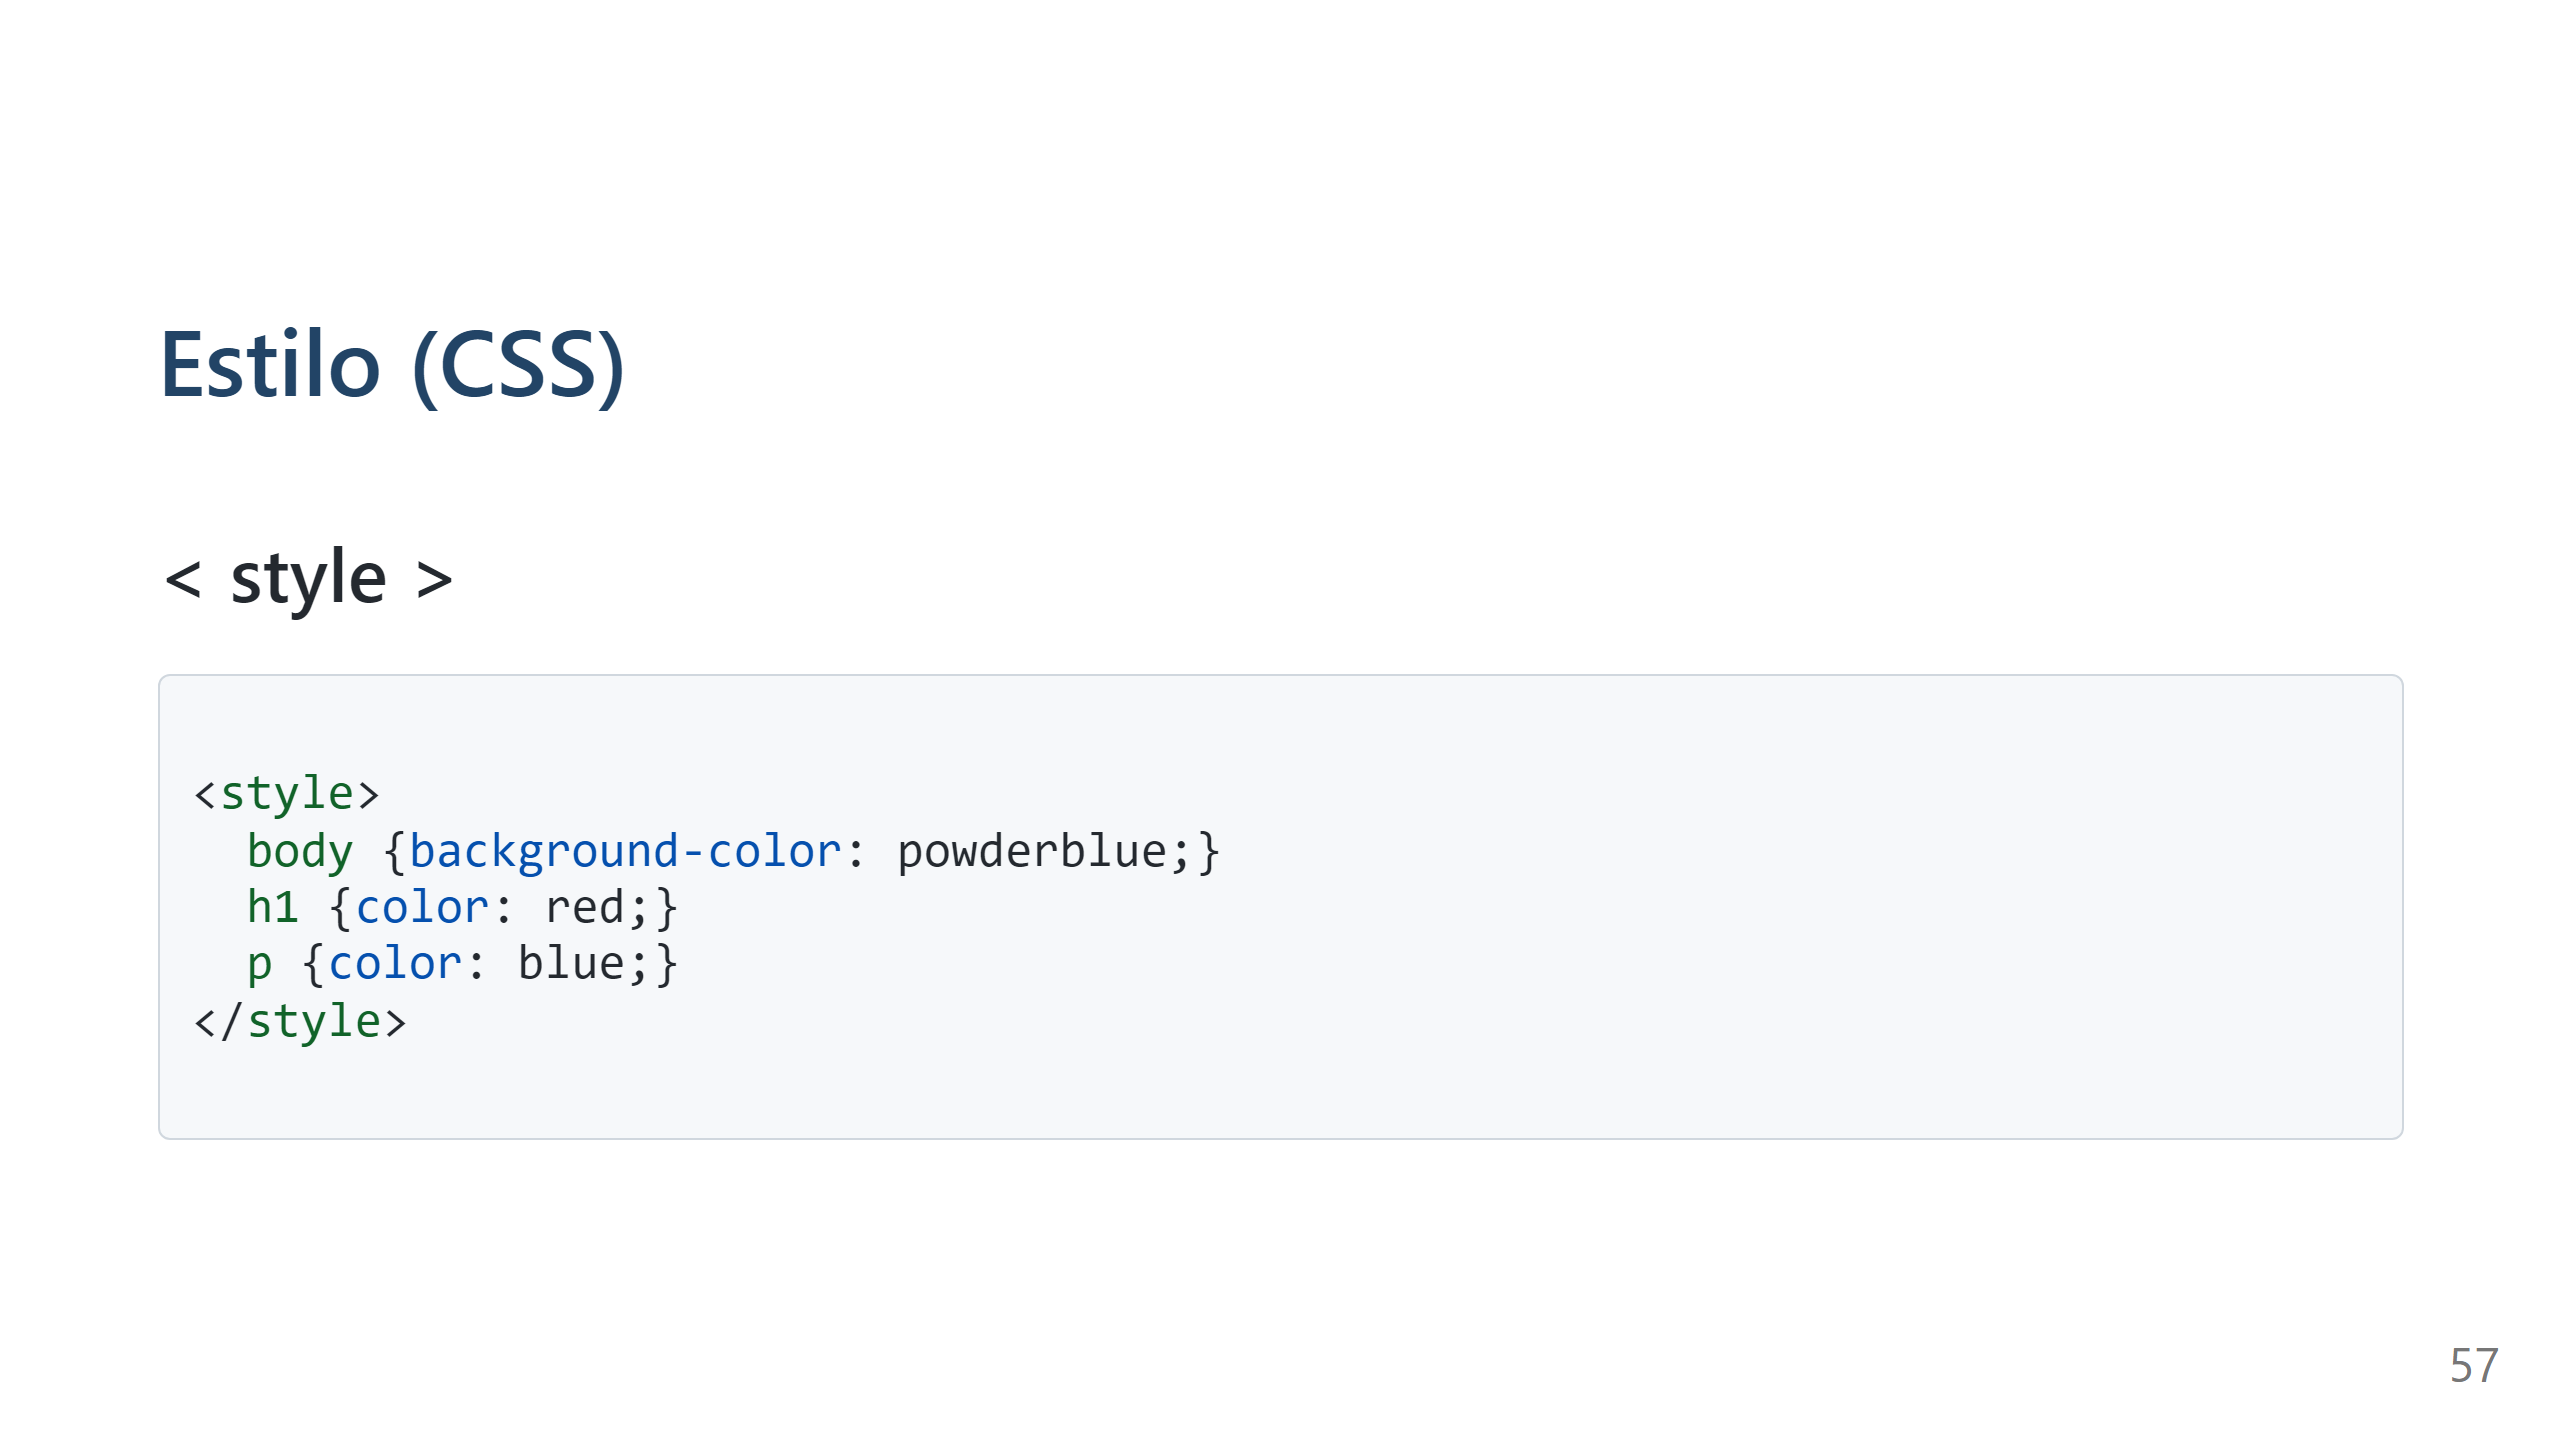 Estilo (CSS)
< style >
<style>
  body {background-color: powderblue;}
  h1 {color: red;}
  p {color: blue;}
</style>
57